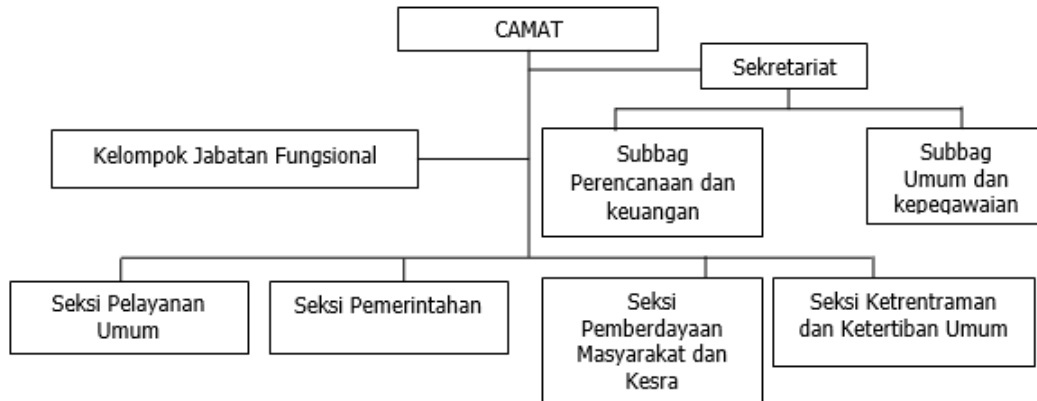 CAMAT
Sekretariat
Kelompok Jabatan Fungsional
Subbag
Perencanaan dan
keuangan
Subbag
Umum dan
kepegawaian
Seksi Pelayanan
Umum
Seksi Pemerintahan
Seksi
Pemberdayaan
Masyarakat dan
Kesra
Seksi Ketrentraman
dan Ketertiban Umum